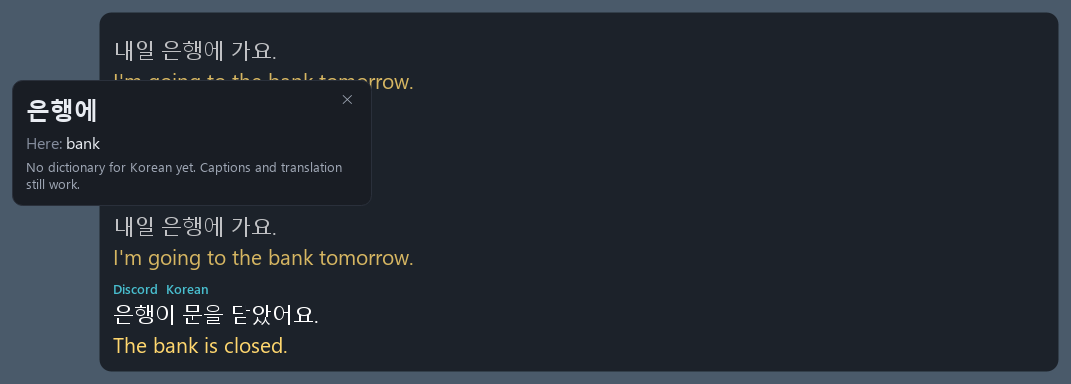 내일 은행에 가요.
I'm going to the bank tomorrow.
은행에
Here: bank
No dictionary for Korean yet. Captions and translation
still work.
내일 은행에 가요.
I'm going to the bank tomorrow.
Discord Korean
은행이 문을 닫았어요.
The bank is closed.